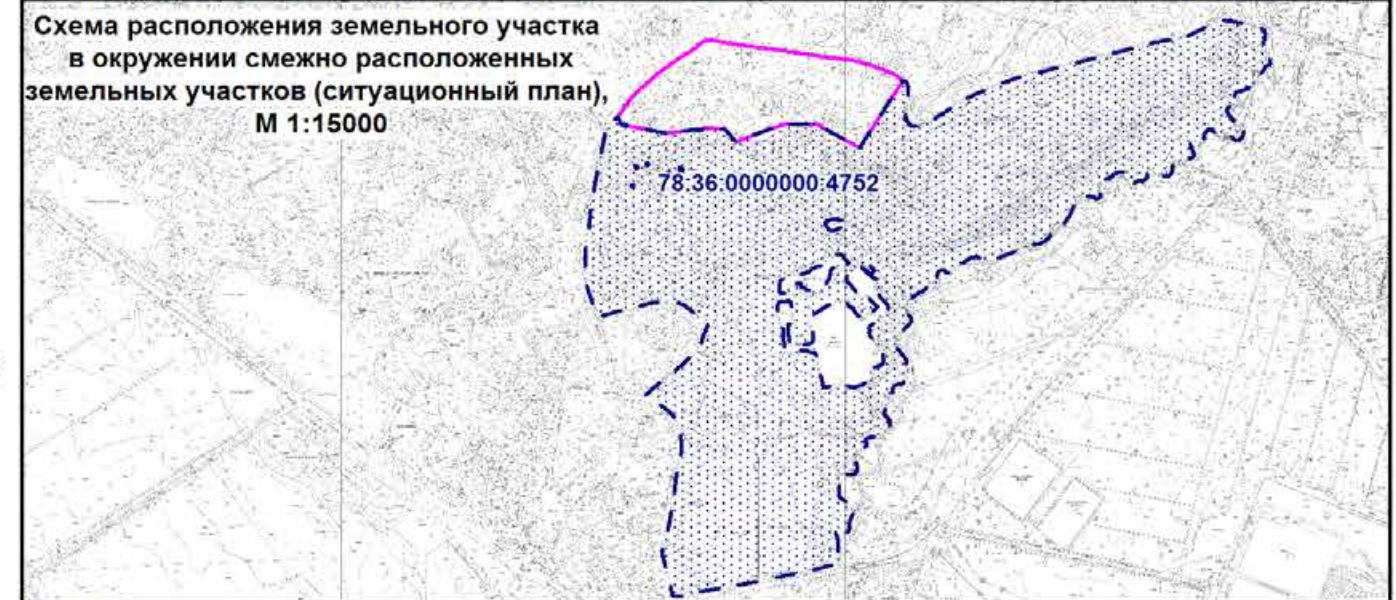 Схема расположения земельного участка
в окружении смежно расположенных
земельных участков (ситуационный план),
М 1:15000
78:36:0000000:4752